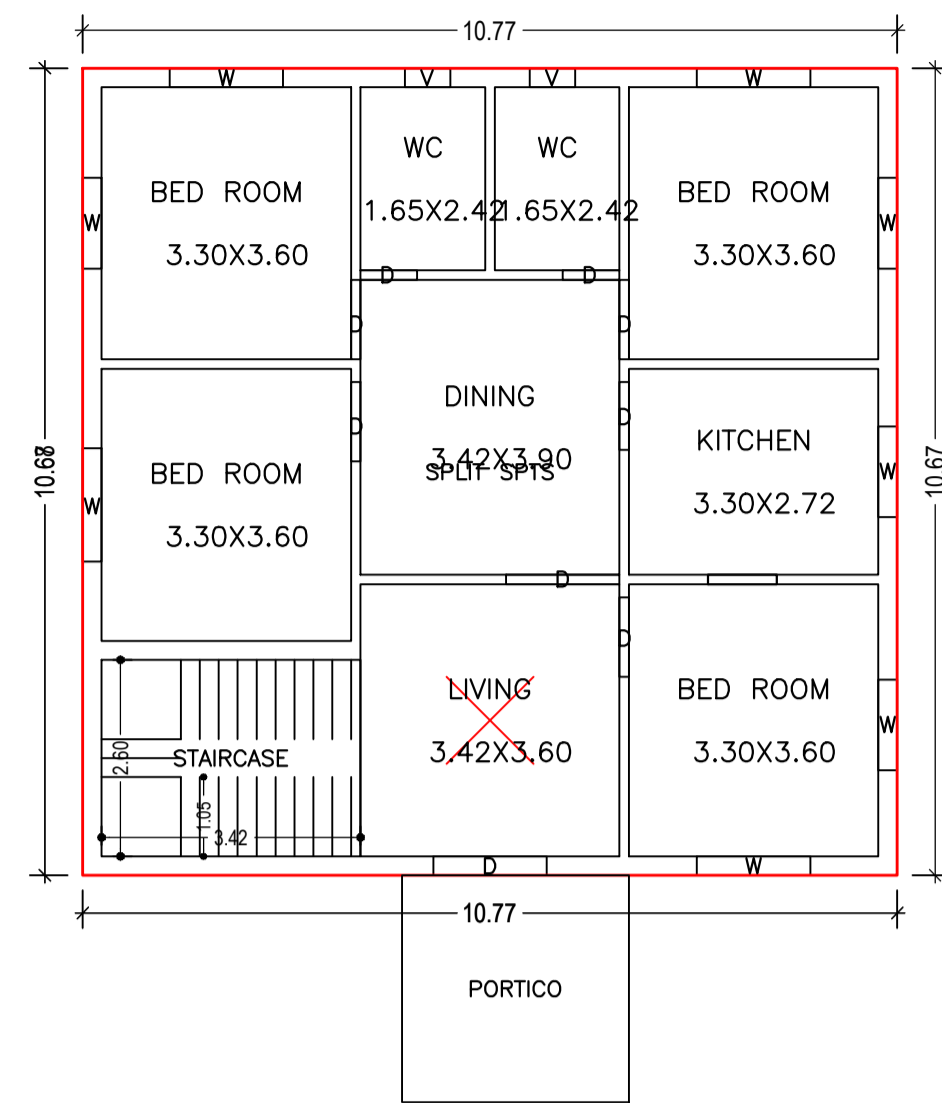 10.77
W
V
V
W
WC
WC
BED ROOM
BED ROOM
1.65X2.42
1.65X2.42
W
W
3.30X3.60
3.30X3.60
D
D
D
D
DINING
D
D
KITCHEN
3.42X3.90
SPLIT SPTS
BED ROOM
10.67
W
3.30X2.72
W
3.30X3.60
D
D
LIVING
BED ROOM
W
3.42X3.60
3.30X3.60
STAIRCASE
2.60
1.05
3.42
D
W
10.77
PORTICO